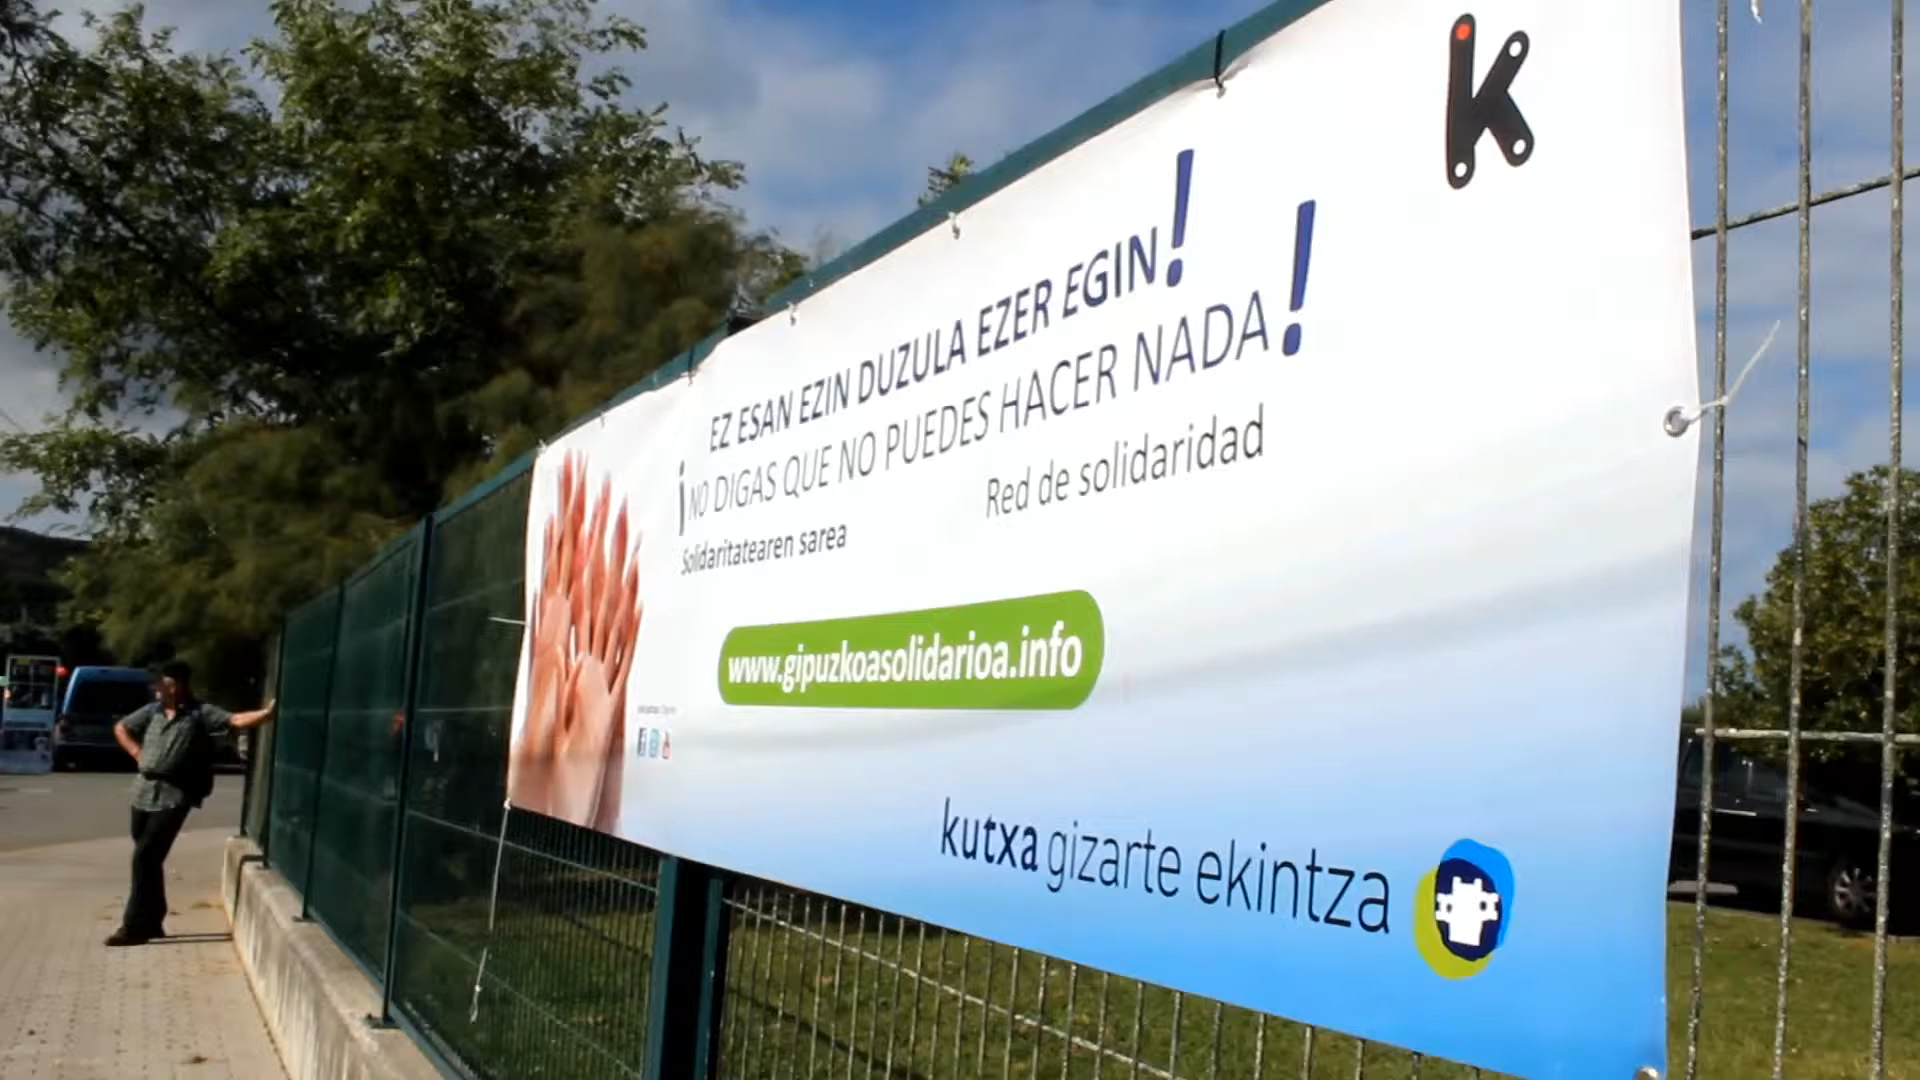 K
EZ ESAN EZIN DUZULA EZER EGIN!
¡NO DIGAS QUE NO PUEDES HACER NADA!
Solidaritatearen sarea
Red de solidaridad
www.gipuzkoasolidarioa.info
kutxa gizarte ekintza